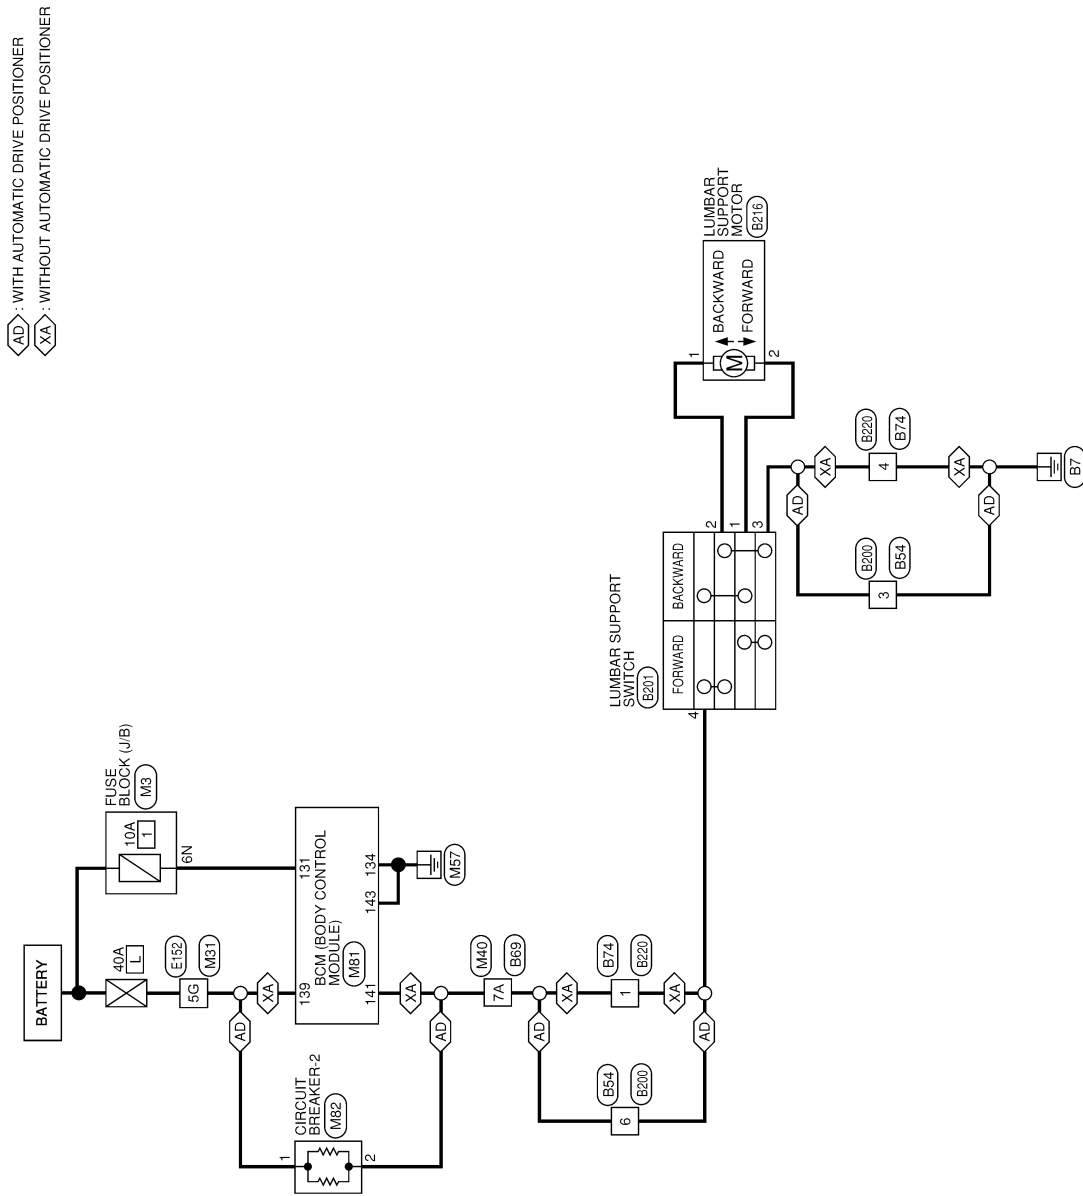 AD : WITH AUTOMATIC DRIVE POSITIONER
XA : WITHOUT AUTOMATIC DRIVE POSITIONER
BATTERY
FUSE
BLOCK (J/B)
M3
10A
1
6N
40A
L
E152
M31
5G
XA
AD
CIRCUIT
BREAKER-2
M82
1
2
139
131
BCM (BODY CONTROL
MODULE)
M81
141
143
134
M57
XA
AD
M40
B69
7A
AD
XA
B54
B200
6
B74
B220
1
AD
XA
LUMBAR SUPPORT
SWITCH
B201
4
FORWARD
BACKWARD
2
1
3
LUMBAR
SUPPORT
MOTOR
B216
1
M
BACKWARD
FORWARD
2
AD
XA
B200
B54
3
B220
B74
4
AD
XA
B7